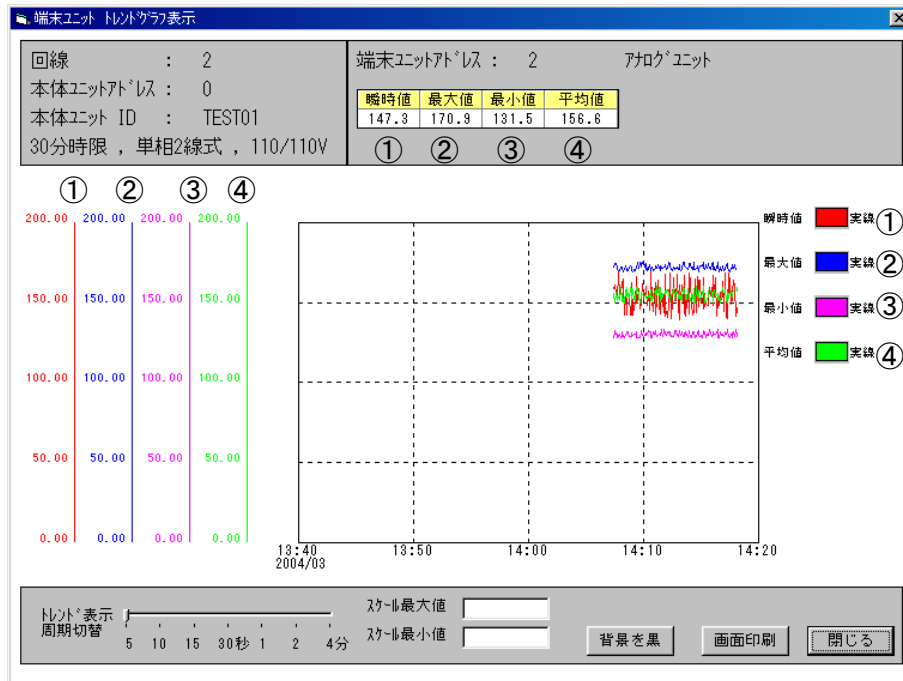 端末ﾕﾆｯﾄ ﾄﾚﾝﾄﾞｸﾞﾗﾌ表示
回線 : 2
本体ﾕﾆｯﾄｱﾄﾞﾚｽ : 0
本体ﾕﾆｯﾄ ID : TEST01
30分時限 , 単相2線式 , 110/110V
端末ﾕﾆｯﾄｱﾄﾞﾚｽ : 2 ｱﾅﾛｸﾞﾕﾆｯﾄ
瞬時値 最大値 最小値 平均値
147.3 170.9 131.5 156.6
① ② ③ ④
① ② ③ ④
200.00 200.00 200.00 200.00
150.00 150.00 150.00 150.00
100.00 100.00 100.00 100.00
50.00 50.00 50.00 50.00
0.00 0.00 0.00 0.00
13:40 13:50 14:00 14:10 14:20
2004/03
瞬時値 実線 ①
最大値 実線 ②
最小値 実線 ③
平均値 実線 ④
ﾄﾚﾝﾄﾞ表示
周期切替
5 10 15 30秒 1 2 4分
ｽｹｰﾙ最大値
ｽｹｰﾙ最小値
背景を黒 画面印刷 閉じる